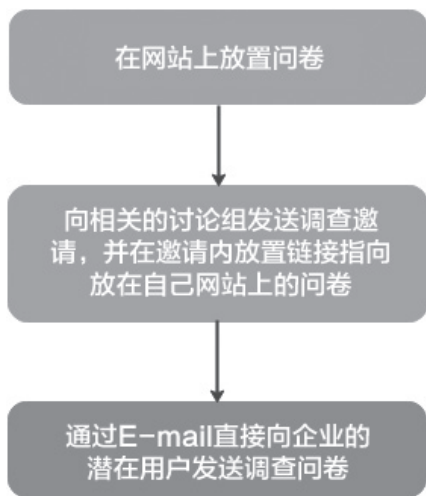 在网站上放置问卷
向相关的讨论组发送调查邀
请，并在邀请内放置链接指向
放在自己网站上的问卷
通过E-mail直接向企业的
潜在用户发送调查问卷